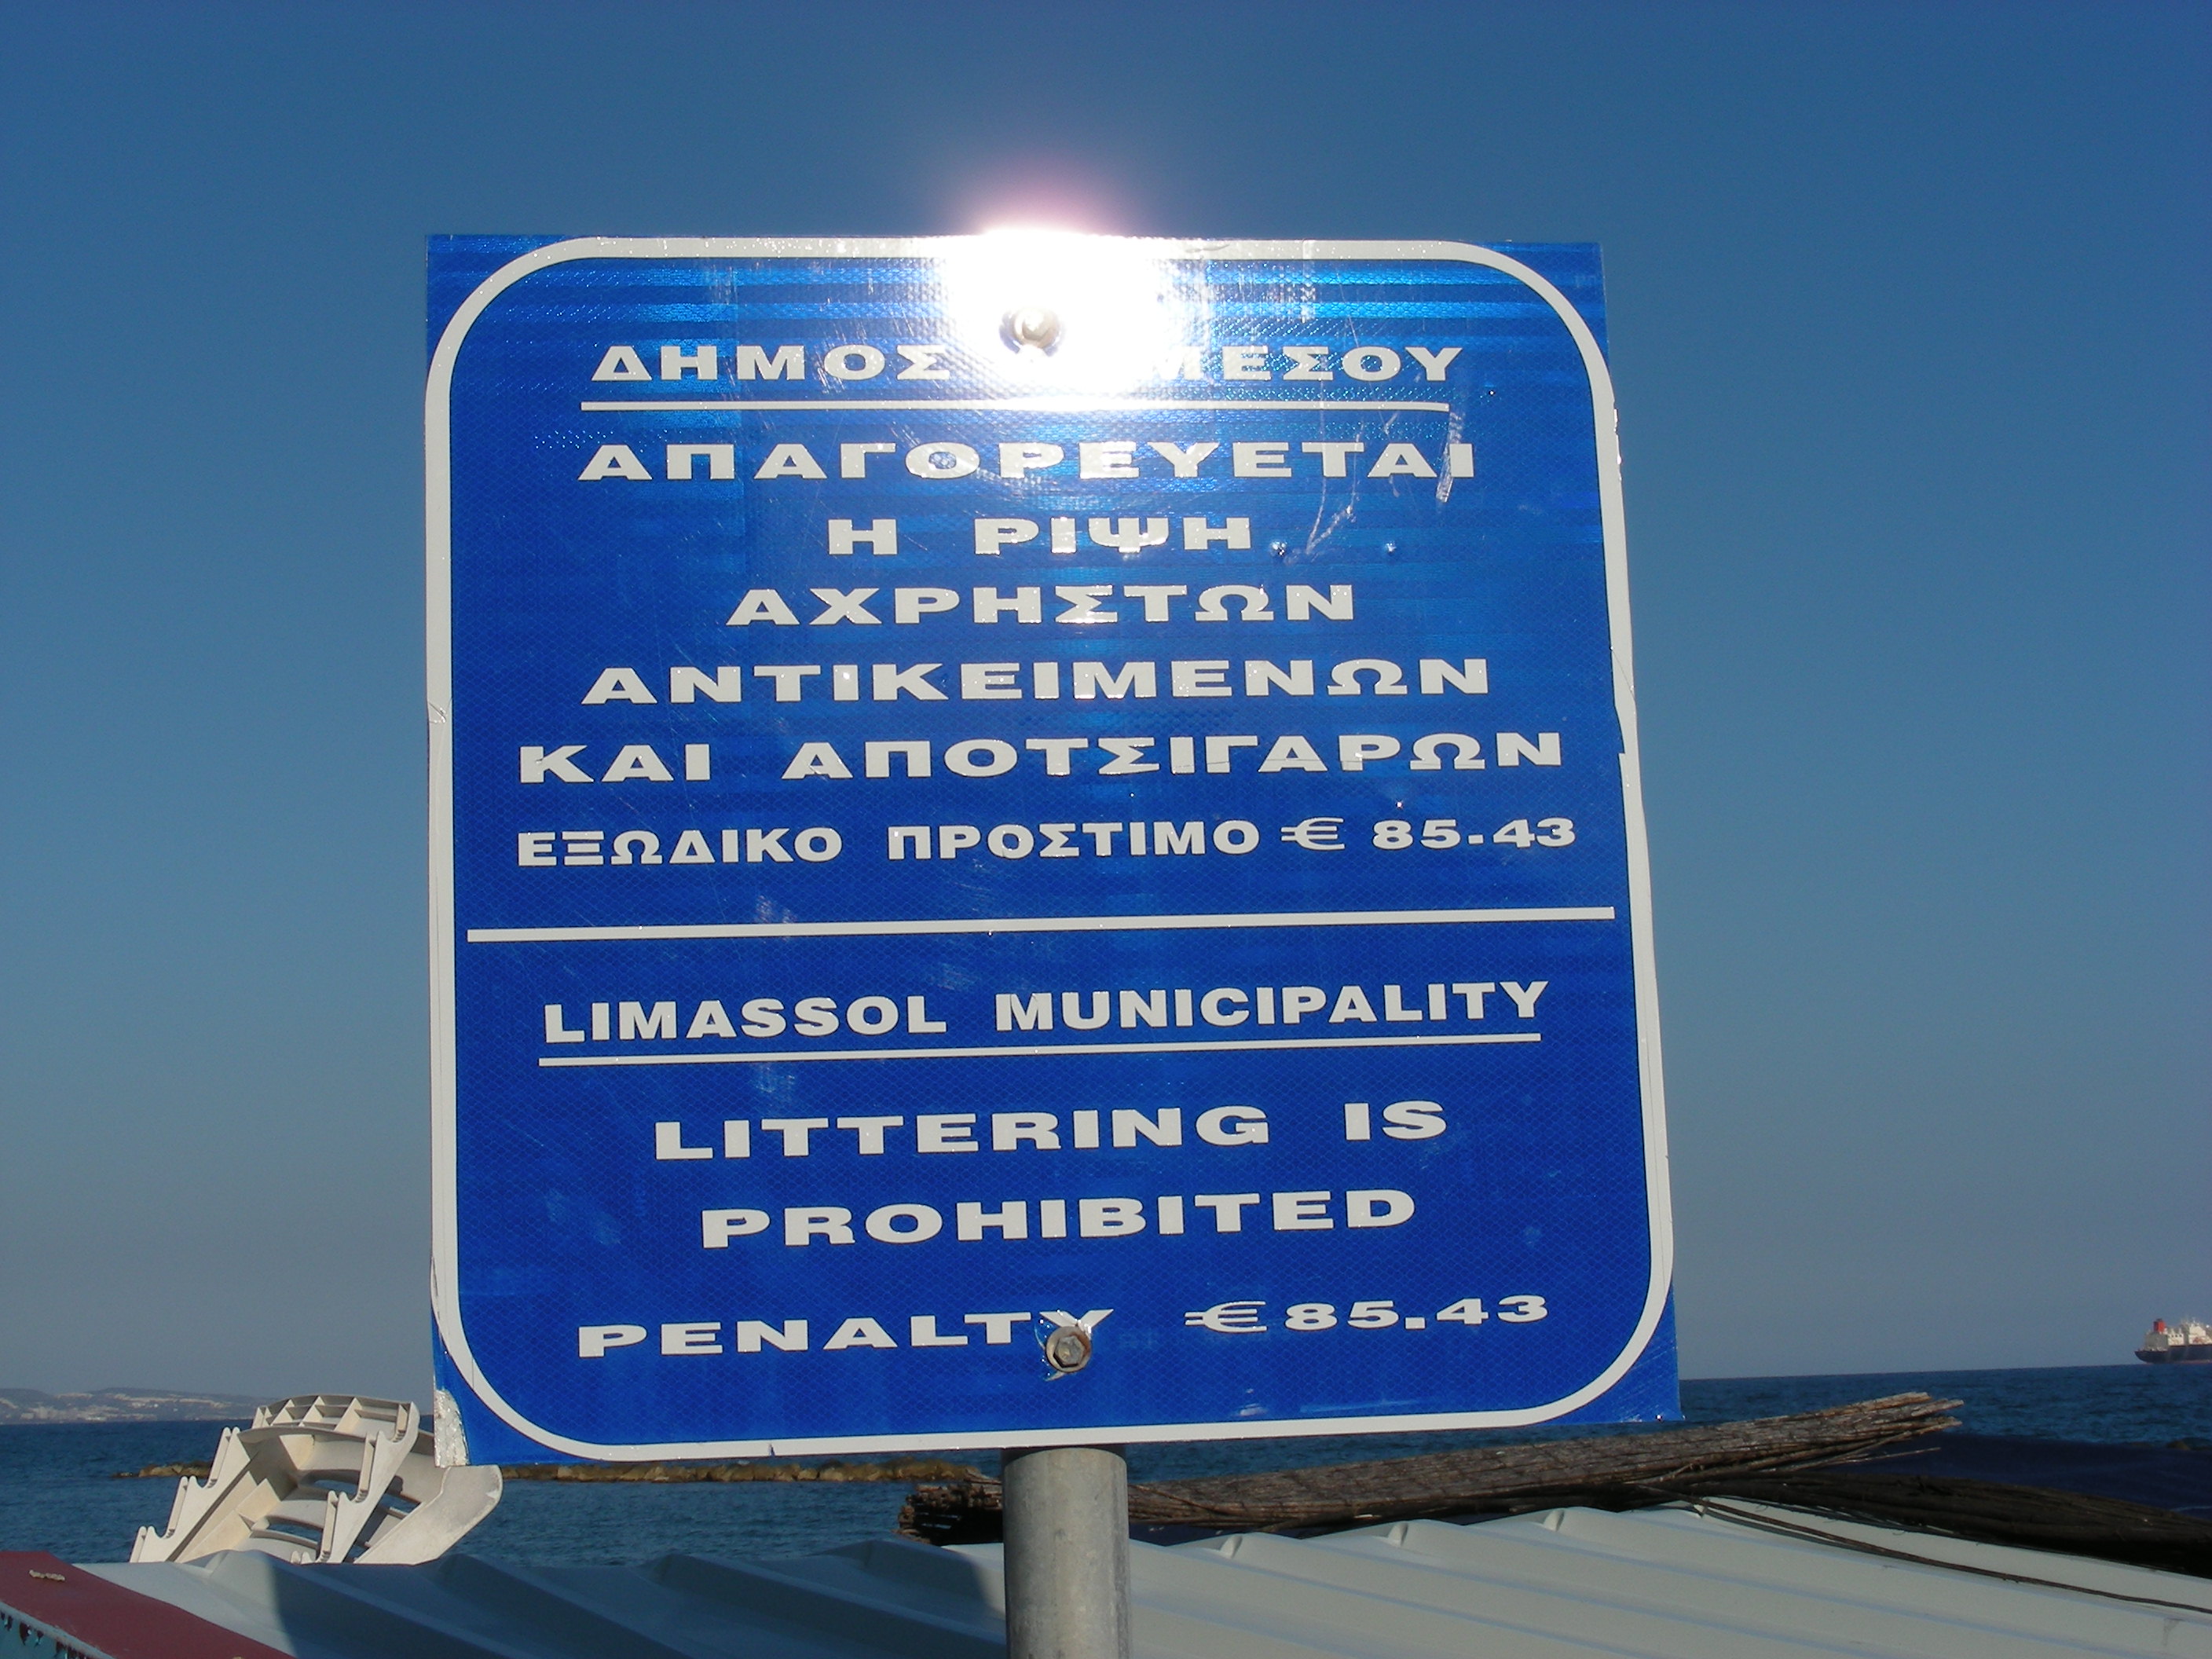 ΔΗΜΟΣ
ΑΠΑΓΟΡΕΥΕΤΑΙ
Η ΡΙΨΗ
ΑΧΡΗΣΤΩΝ
ΑΝΤΙΚΕΙΜΕΝΩΝ
ΚΑΙ ΑΠΟΤΣΙΓΑΡΩΝ
ΕΞΩΔΙΚΟ ΠΡΟΣΤΙΜΟ € 85.43
LIMASSOL MUNICIPALITY
LITTERING IS
PROHIBITED
PENALTY €85.43